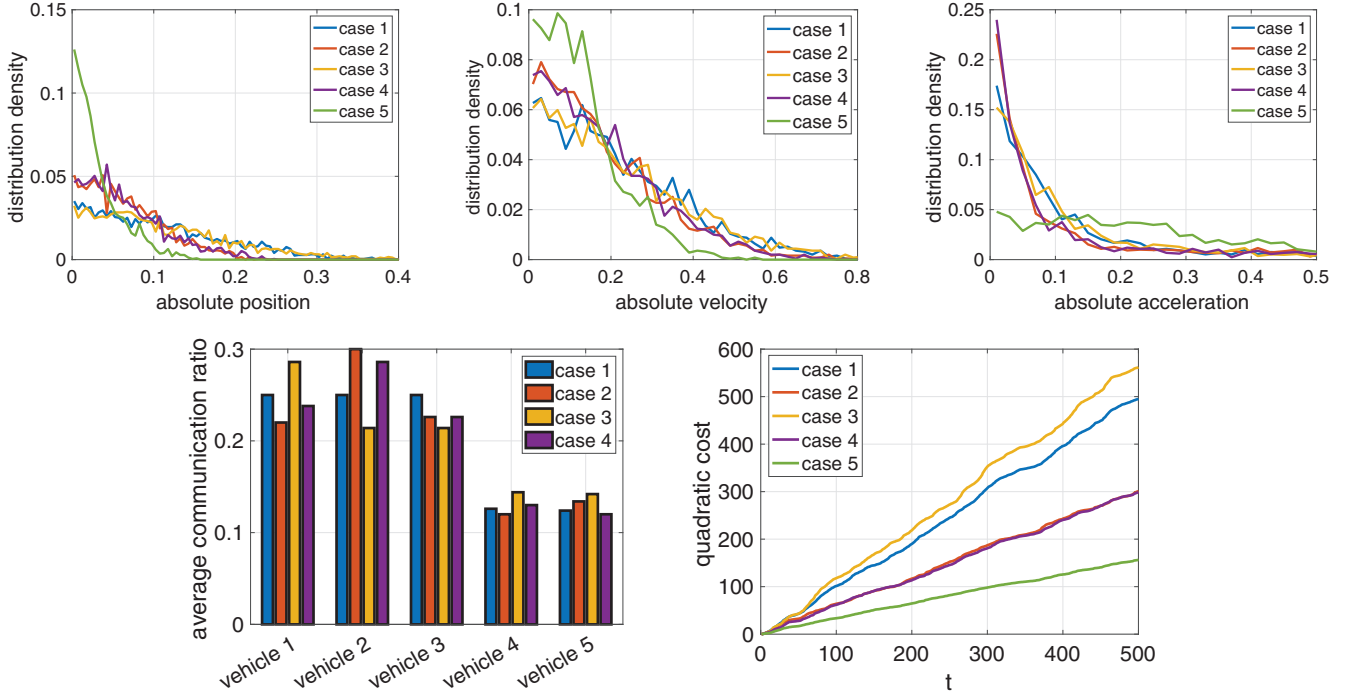 0.15
0.1
0.05
0
distribution density
0.1
0.2
0.3
0.4
absolute position
case 1
case 2
case 3
case 4
case 5
0.1
0.08
0.06
0.04
0.02
0
distribution density
0
0.2
0.4
0.6
0.8
absolute velocity
case 1
case 2
case 3
case 4
case 5
0.25
0.2
0.15
0.1
0.05
0
distribution density
0
0.1
0.2
0.3
0.4
0.5
absolute acceleration
case 1
case 2
case 3
case 4
case 5
0.3
0.2
0.1
0
average communication ratio
vehicle 1
vehicle 2
vehicle 3
vehicle 4
vehicle 5
case 1
case 2
case 3
case 4
600
500
400
300
200
100
0
quadratic cost
0
100
200
300
400
500
t
case 1
case 2
case 3
case 4
case 5